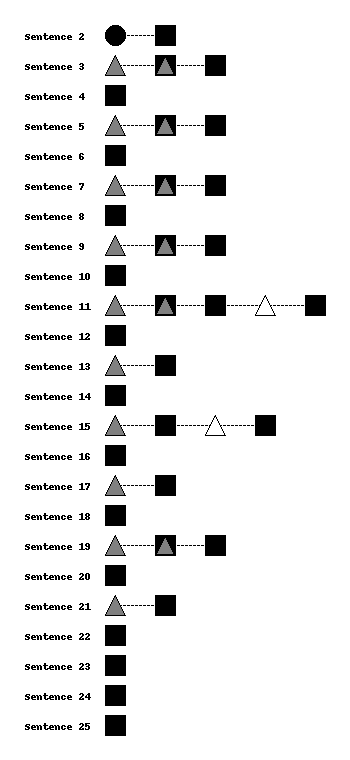 Sentence 2
Sentence 3
Sentence 4
Sentence 5
Sentence 6
Sentence 7
Sentence 8
Sentence 9
Sentence 10
Sentence 11
Sentence 12
Sentence 13
Sentence 14
Sentence 15
Sentence 16
Sentence 17
Sentence 18
Sentence 19
Sentence 20
Sentence 21
Sentence 22
Sentence 23
Sentence 24
Sentence 25